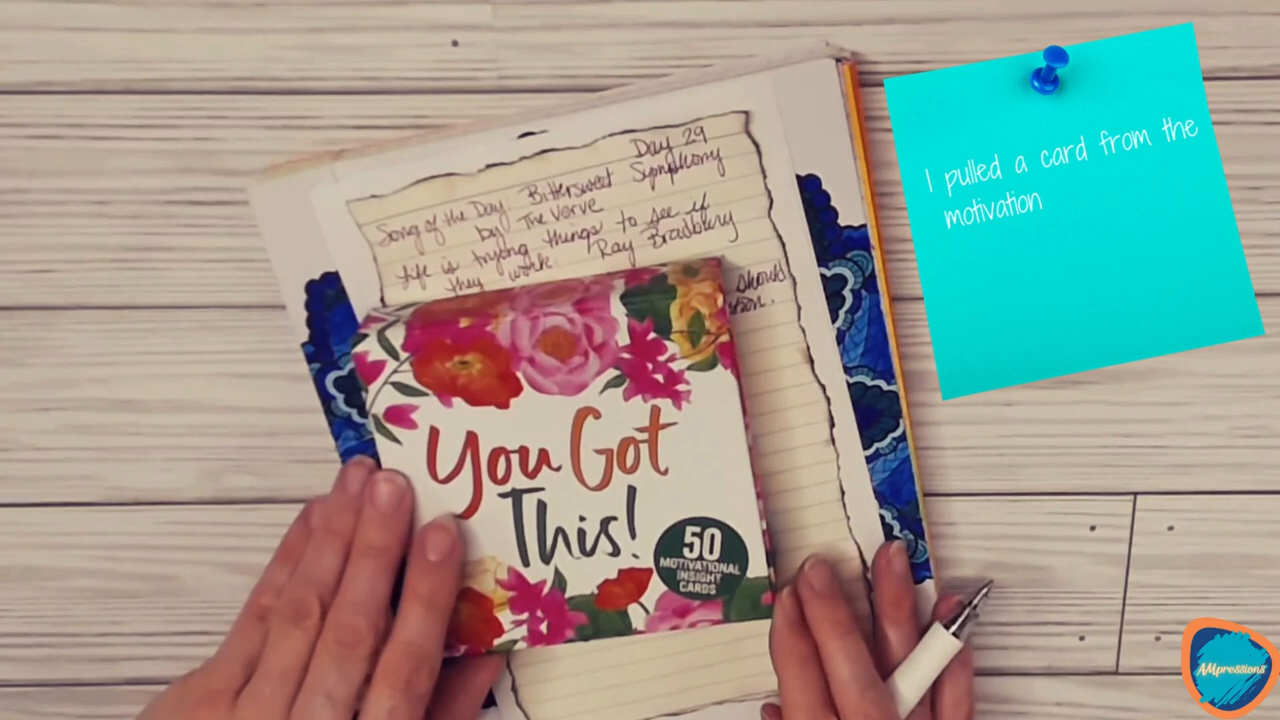 Day 29
Song of the Day Bittersweet Symphony
by The Verve
Life is trying things to see if
they work. Ray Bradbury
should
You Got
This!
50
MOTIVATIONAL
INSIGHT
CARDS
I pulled a card from the
motivation
AMpressions